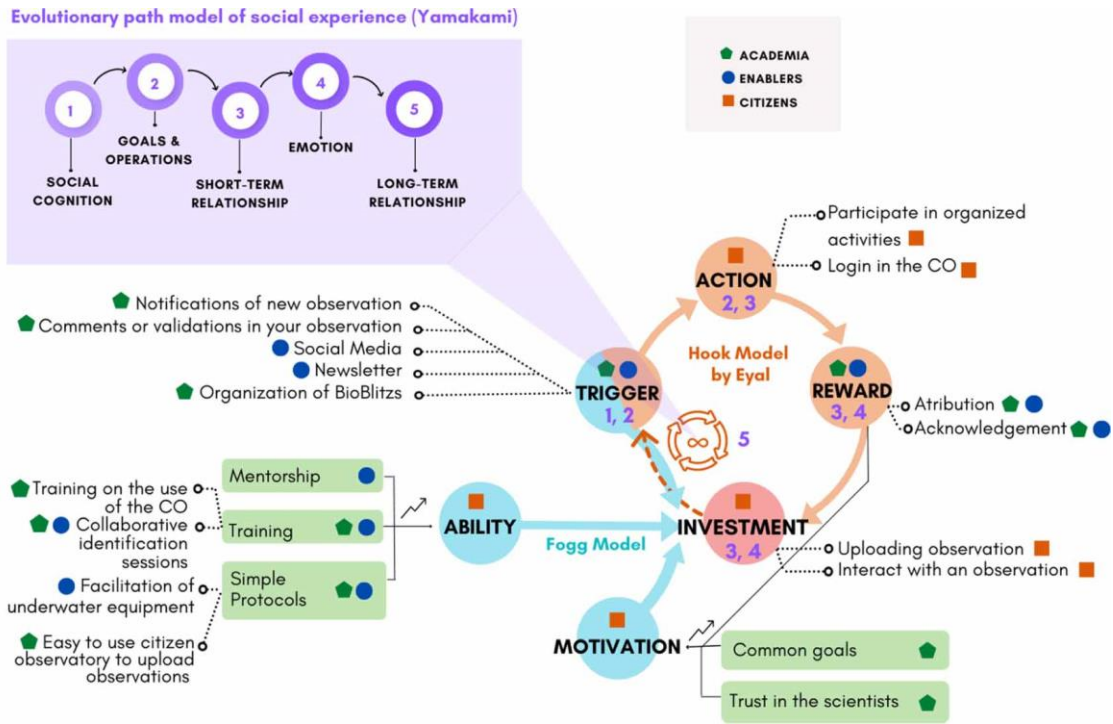 Evolutionary path model of social experience (Yamakami)
1
2
3
4
5
SOCIAL
COGNITION
GOALS &
OPERATIONS
SHORT-TERM
RELATIONSHIP
EMOTION
LONG-TERM
RELATIONSHIP
ACADEMIA
ENABLERS
CITIZENS
Participate in organized
activities
Login in the CO
ACTION
2, 3
Notifications of new observation
Comments or validations in your observation
Social Media
Newsletter
Organization of BioBlitzs
TRIGGER
1, 2
Hook Model
by Eyal
REWARD
3, 4
Atribution
Acknowledgement
∞
5
Mentorship
Training on the use
of the CO
Collaborative
identification
sessions
Training
Facilitation of
underwater equipment
Simple
Protocols
Easy to use citizen
observatory to upload
observations
ABILITY
Fogg Model
INVESTMENT
3, 4
Uploading observation
Interact with an observation
MOTIVATION
Common goals
Trust in the scientists